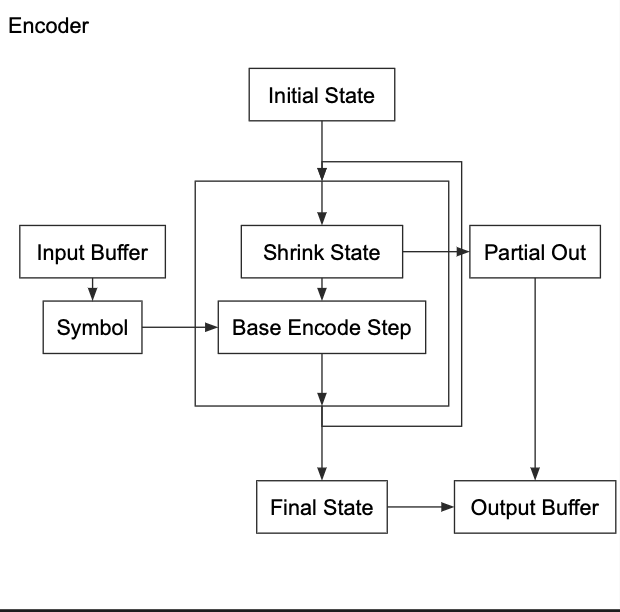 Encoder
Initial State
Input Buffer
Shrink State
Partial Out
Symbol
Base Encode Step
Final State
Output Buffer